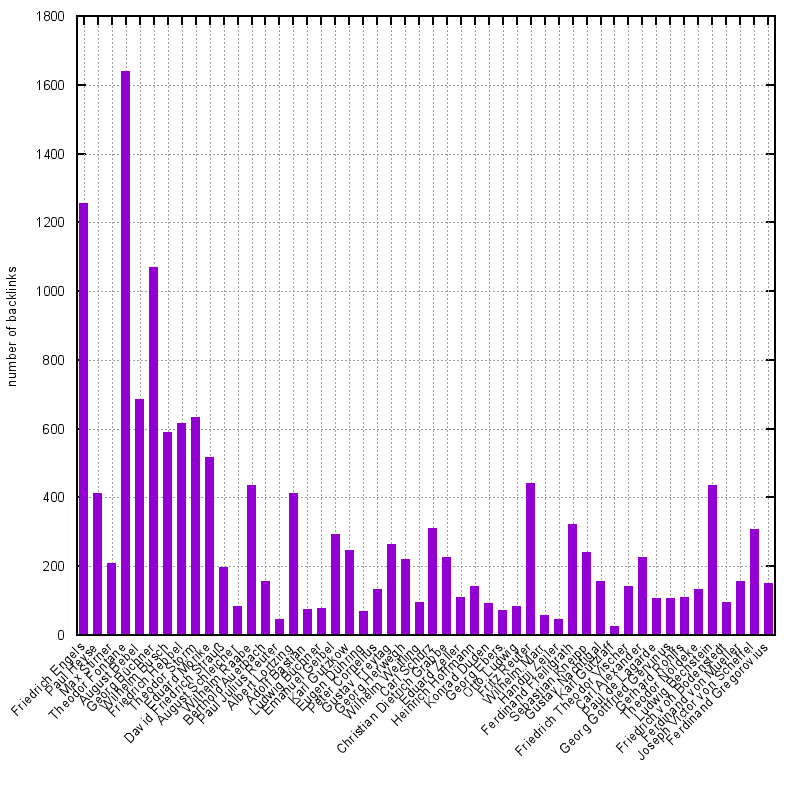 1800
1600
1400
1200
1000
800
600
400
200
0
number of backlinks
Friedrich Engels
Paul Heyse
Max Stirner
Theodor Fontane
August Bebel
Georg Büchner
Wilhelm Busch
Friedrich Hebbel
Theodor Storm
Eduard Mörike
David Friedrich Strauß
August Schleicher
Wilhelm Raabe
Berthold Auerbach
Paul Julius Reuter
Albert Lortzing
Adolf Bastian
Ludwig Büchner
Emanuel Geibel
Karl Gutzkow
Eugen Dühring
Peter Cornelius
Gustav Freytag
Georg Herwegh
Wilhelm Weitling
Carl Schurz
Christian Dietrich Grabbe
Eduard Zeller
Heinrich Hoffmann
Konrad Duden
Georg Ebers
Otto Ludwig
Fritz Reuter
Wilhelm Marr
Handrij Zejler
Ferdinand Freiligrath
Sebastian Kneipp
Gustav Nachtigal
Karl Gützlaff
Friedrich Theodor Vischer
Carl Alexander
Paul de Lagarde
Georg Gottfried Gervinus
Gerhard Rohlfs
Theodor Nöldeke
Ludwig Bechstein
Friedrich von Bodenstedt
Ferdinand von Mueller
Joseph Victor von Scheffel
Ferdinand Gregorovius